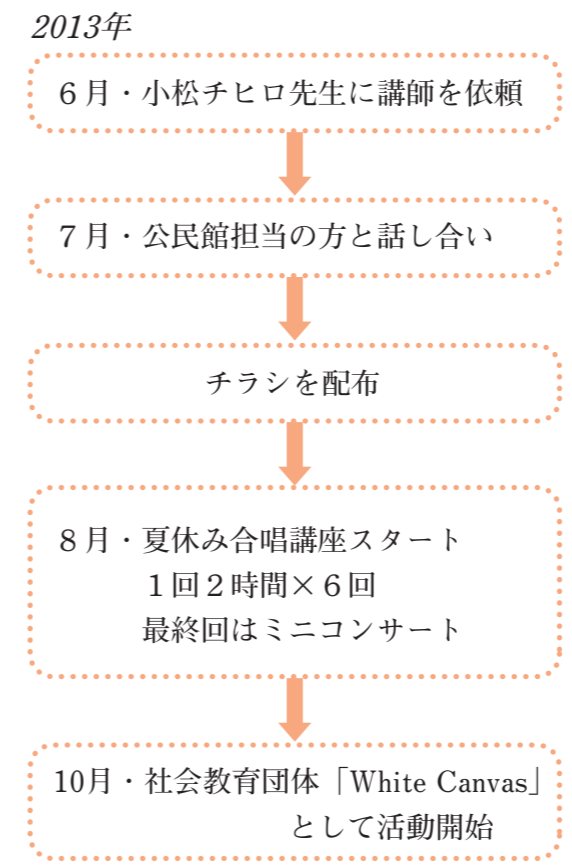 2013年
６月・小松チヒロ先生に講師を依頼
７月・公民館担当の方と話し合い
チラシを配布
８月・夏休み合唱講座スタート
１回２時間×６回
最終回はミニコンサート
10月・社会教育団体「White Canvas」
として活動開始